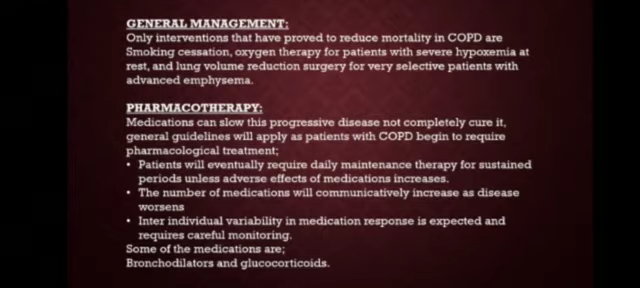 GENERAL MANAGEMENT:
Only interventions that have proved to reduce mortality in COPD are
Smoking cessation, oxygen therapy for patients with severe hypoxemia at
rest, and lung volume reduction surgery for very selective patients with
advanced emphysema.
PHARMACOTHERAPY:
Medications can slow this progressive disease not completely cure it,
general guidelines will apply as patients with COPD begin to require
pharmacological treatment;
• Patients will eventually require daily maintenance therapy for sustained
periods unless adverse effects of medications increases.
• The number of medications will communicatively increase as disease
worsens
• Inter individual variability in medication response is expected and
requires careful monitoring.
Some of the medications are;
Bronchodilators and glucocorticoids.